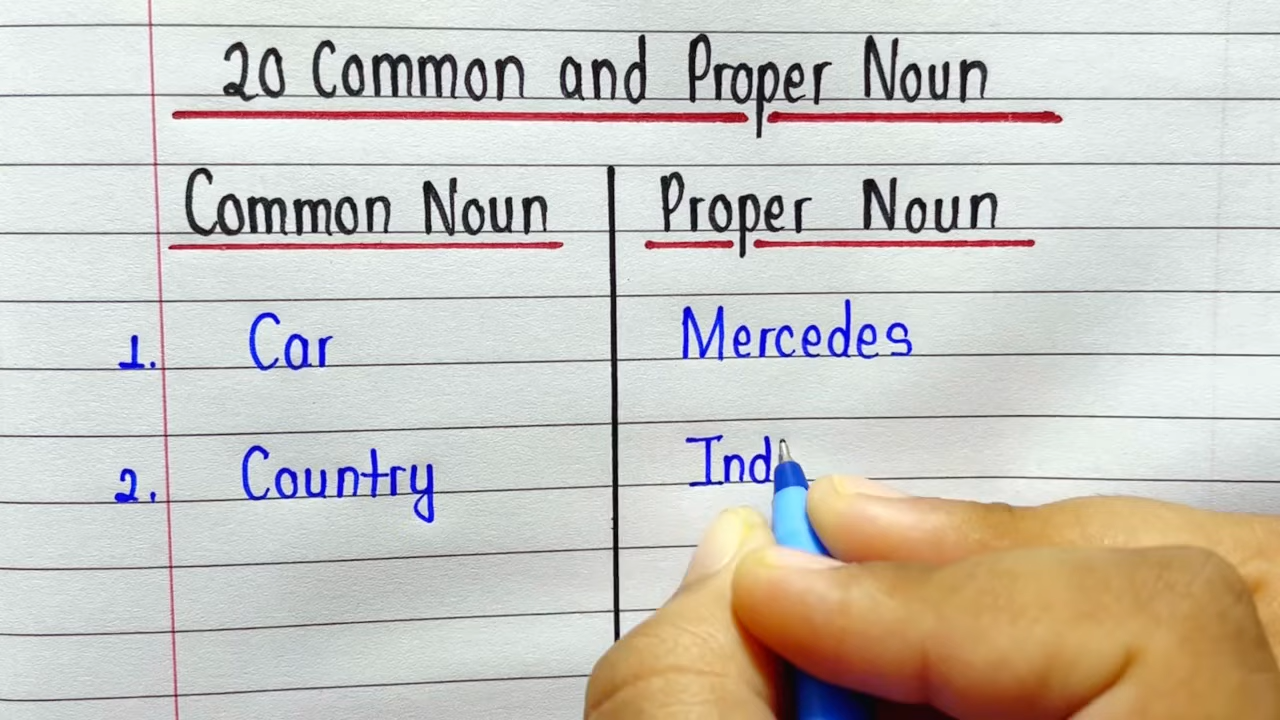 20 Common and Proper Noun
Common Noun Proper Noun
1. Car Mercedes
2. Country Ind